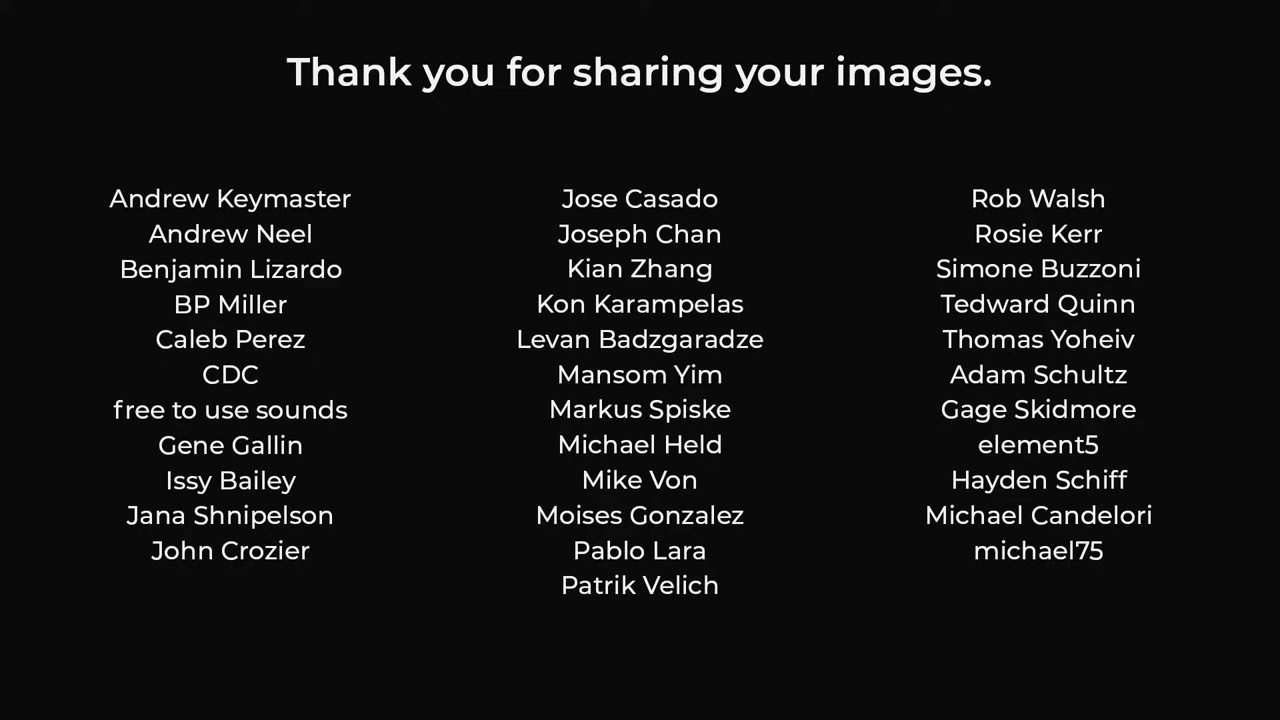 Thank you for sharing your images.
Andrew Keymaster
Andrew Neel
Benjamin Lizardo
BP Miller
Caleb Perez
CDC
free to use sounds
Gene Gallin
Issy Bailey
Jana Shnipelson
John Crozier
Jose Casado
Joseph Chan
Kian Zhang
Kon Karampelas
Levan Badzgaradze
Mansom Yim
Markus Spiske
Michael Held
Mike Von
Moises Gonzalez
Pablo Lara
Patrik Velich
Rob Walsh
Rosie Kerr
Simone Buzzoni
Tedward Quinn
Thomas Yoheiv
Adam Schultz
Gage Skidmore
element5
Hayden Schiff
Michael Candelori
michael75